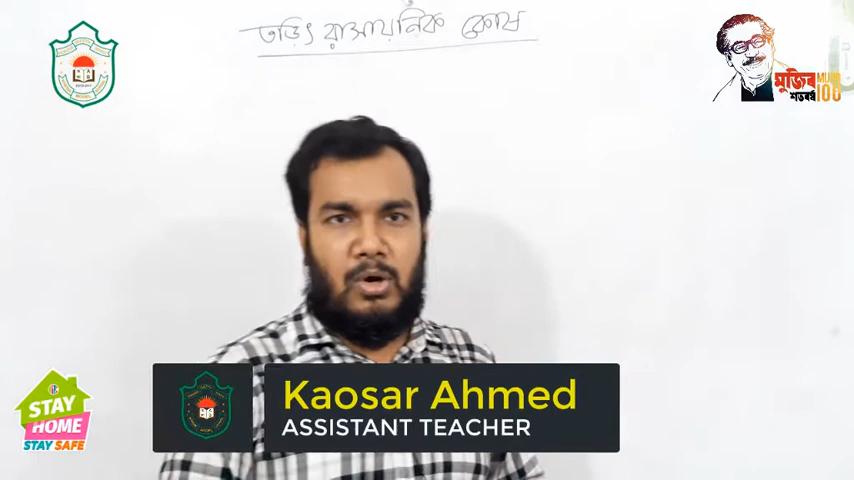 তড়িৎ রাসায়নিক কোষ
মুজিব MUJIB
শতবর্ষ 100
Kaosar Ahmed
ASSISTANT TEACHER
STAY
HOME
STAY SAFE